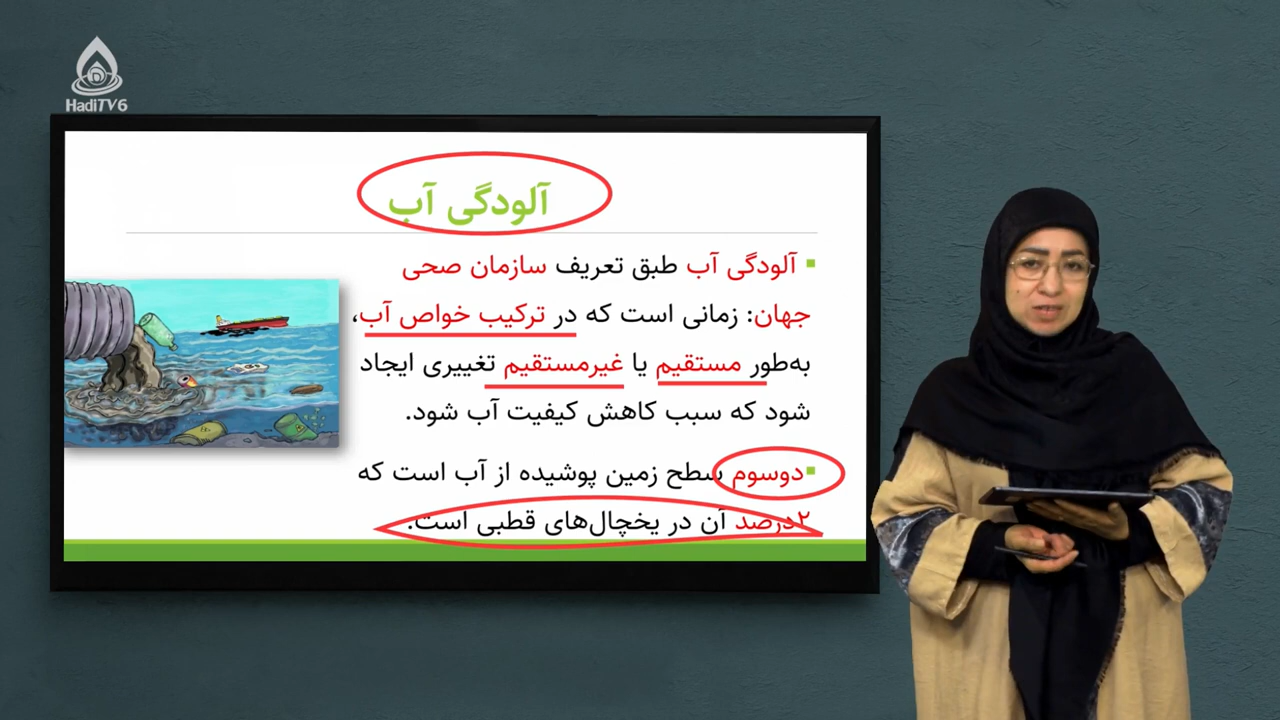 HadiTV6
آلودگی آب
آلودگی آب طبق تعریف سازمان صحی
جهان: زمانی است که در ترکیب خواص آب،
به‌طور مستقیم یا غیرمستقیم تغییری ایجاد
شود که سبب کاهش کیفیت آب شود.
دوسوم سطح زمین پوشیده از آب است که
۲درصد آن در یخچال‌های قطبی است.